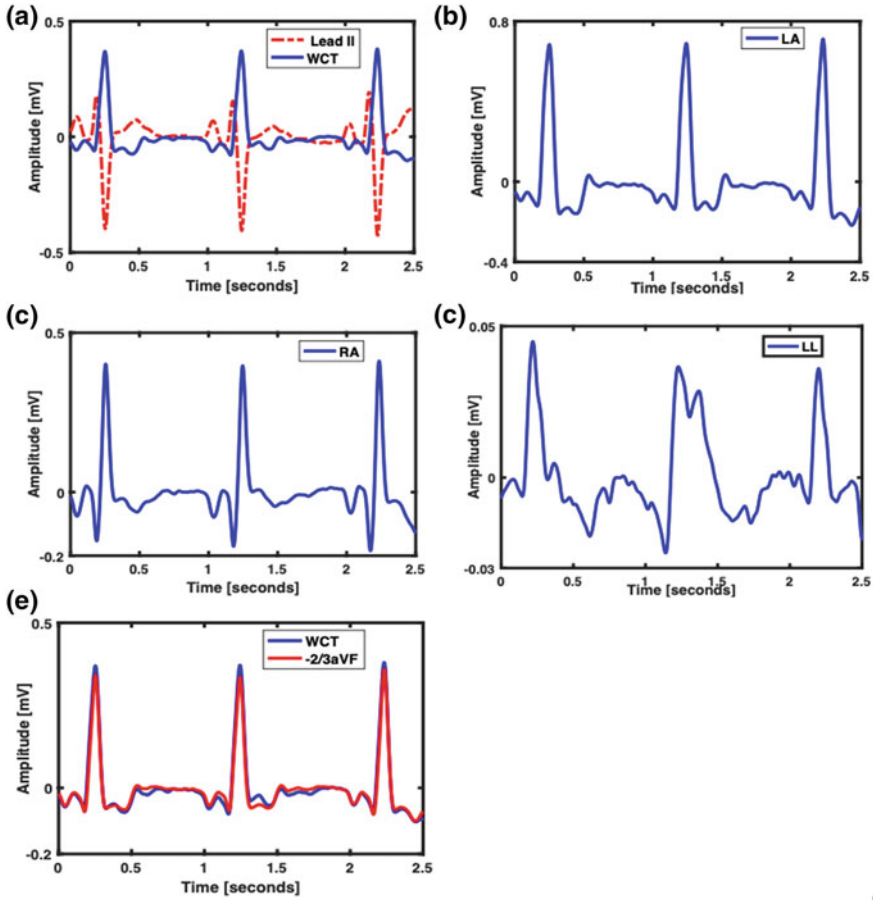 (a)
0.5
Lead II
WCT
Amplitude [mV]
0
-0.5
0 0.5 1 1.5 2 2.5
Time [seconds]
(b)
0.8
LA
Amplitude [mV]
0
-0.4
0 0.5 1 1.5 2 2.5
Time [seconds]
(c)
0.5
RA
Amplitude [mV]
0
-0.2
0 0.5 1 1.5 2 2.5
Time [seconds]
(c)
0.05
LL
Amplitude [mV]
0
-0.03
0 0.5 1 1.5 2 2.5
Time [seconds]
(e)
0.5
WCT
-2/3aVF
Amplitude [mV]
0
-0.2
0 0.5 1 1.5 2 2.5
Time [seconds]